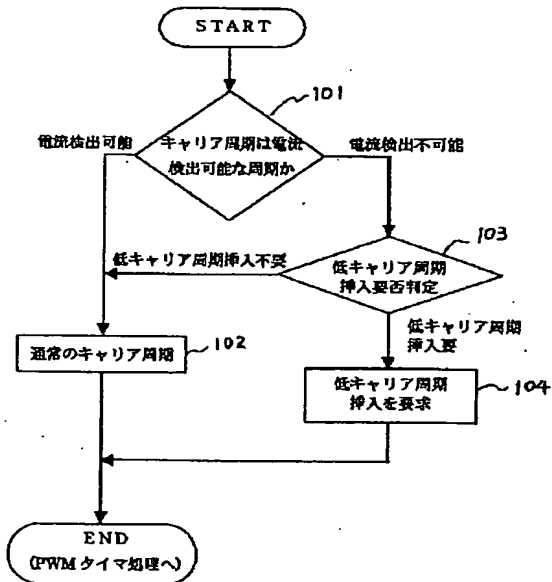 START
101
キャリア周期は電流
検出可能な周期か
電流検出可能
電流検出不可能
103
低キャリア周期
挿入要否判定
低キャリア周期挿入不要
低キャリア周期
挿入要
通常のキャリア周期
102
低キャリア周期
挿入を要求
104
END
(PWMタイマ処理へ)